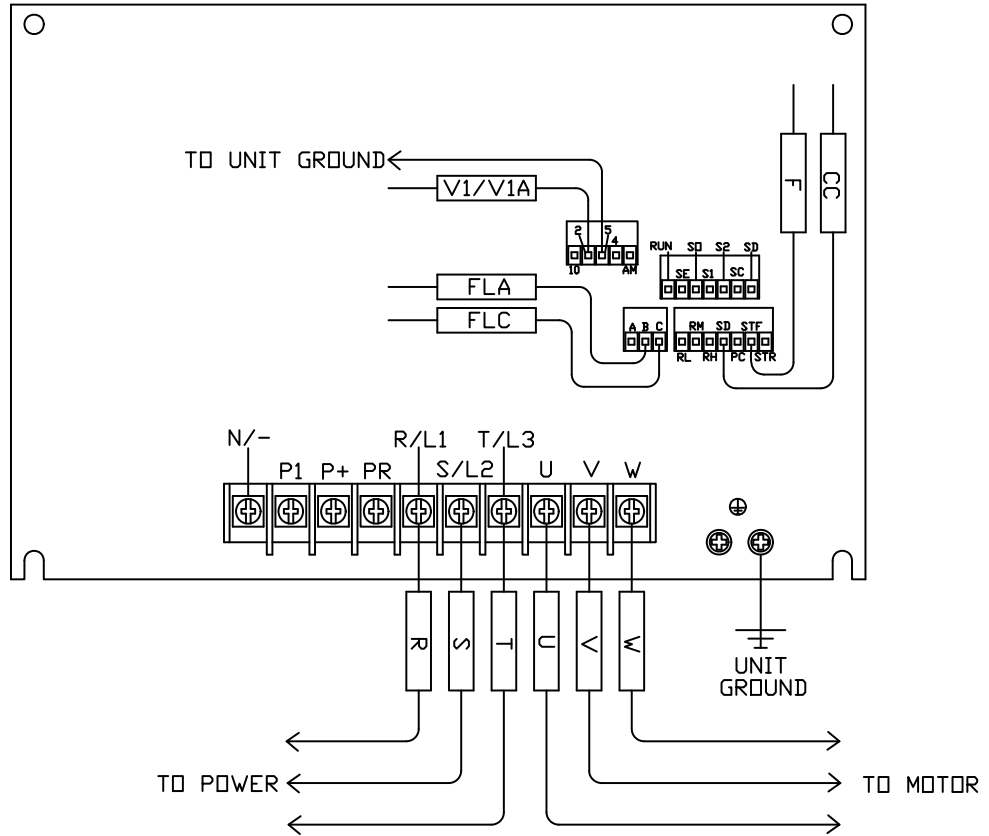 TO UNIT GROUND
V1/V1A
F
CC
2 5
4
10 AM
RUN SO S2 SD
SE S1 SC
FLA
FLC
A B C
RM SD STF
RL RH PC STR
N/-
R/L1 T/L3
P1 P+ PR S/L2 U V W
R S T U V W
UNIT
GROUND
TO POWER
TO MOTOR